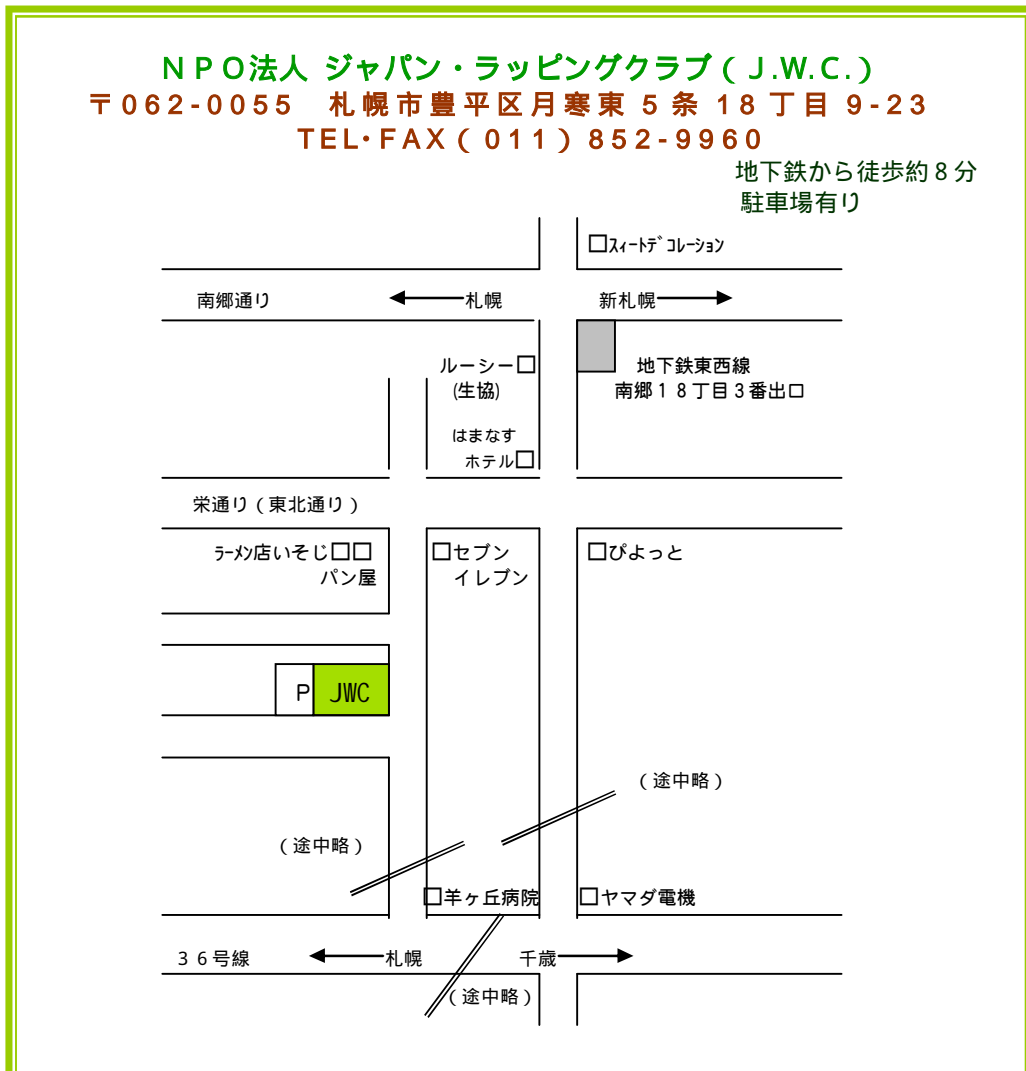 ＮＰＯ法人 ジャパン・ラッピングクラブ（J.W.C.）
〒062-0055　札幌市豊平区月寒東５条18丁目9-23
TEL・FAX（011）852-9960
地下鉄から徒歩約８分
駐車場有り
□ｽｨｰﾄﾃﾞｺﾚｰｼｮﾝ
南郷通り
札幌
新札幌
ルーシー□
(生協)
地下鉄東西線
南郷１８丁目３番出口
はまなす
ホテル□
栄通り（東北通り）
ﾗｰﾒﾝ店いそじ□□
パン屋
□セブン
イレブン
□ぴよっと
P
JWC
（途中略）
（途中略）
□羊ヶ丘病院
□ヤマダ電機
３６号線
札幌
千歳
（途中略）